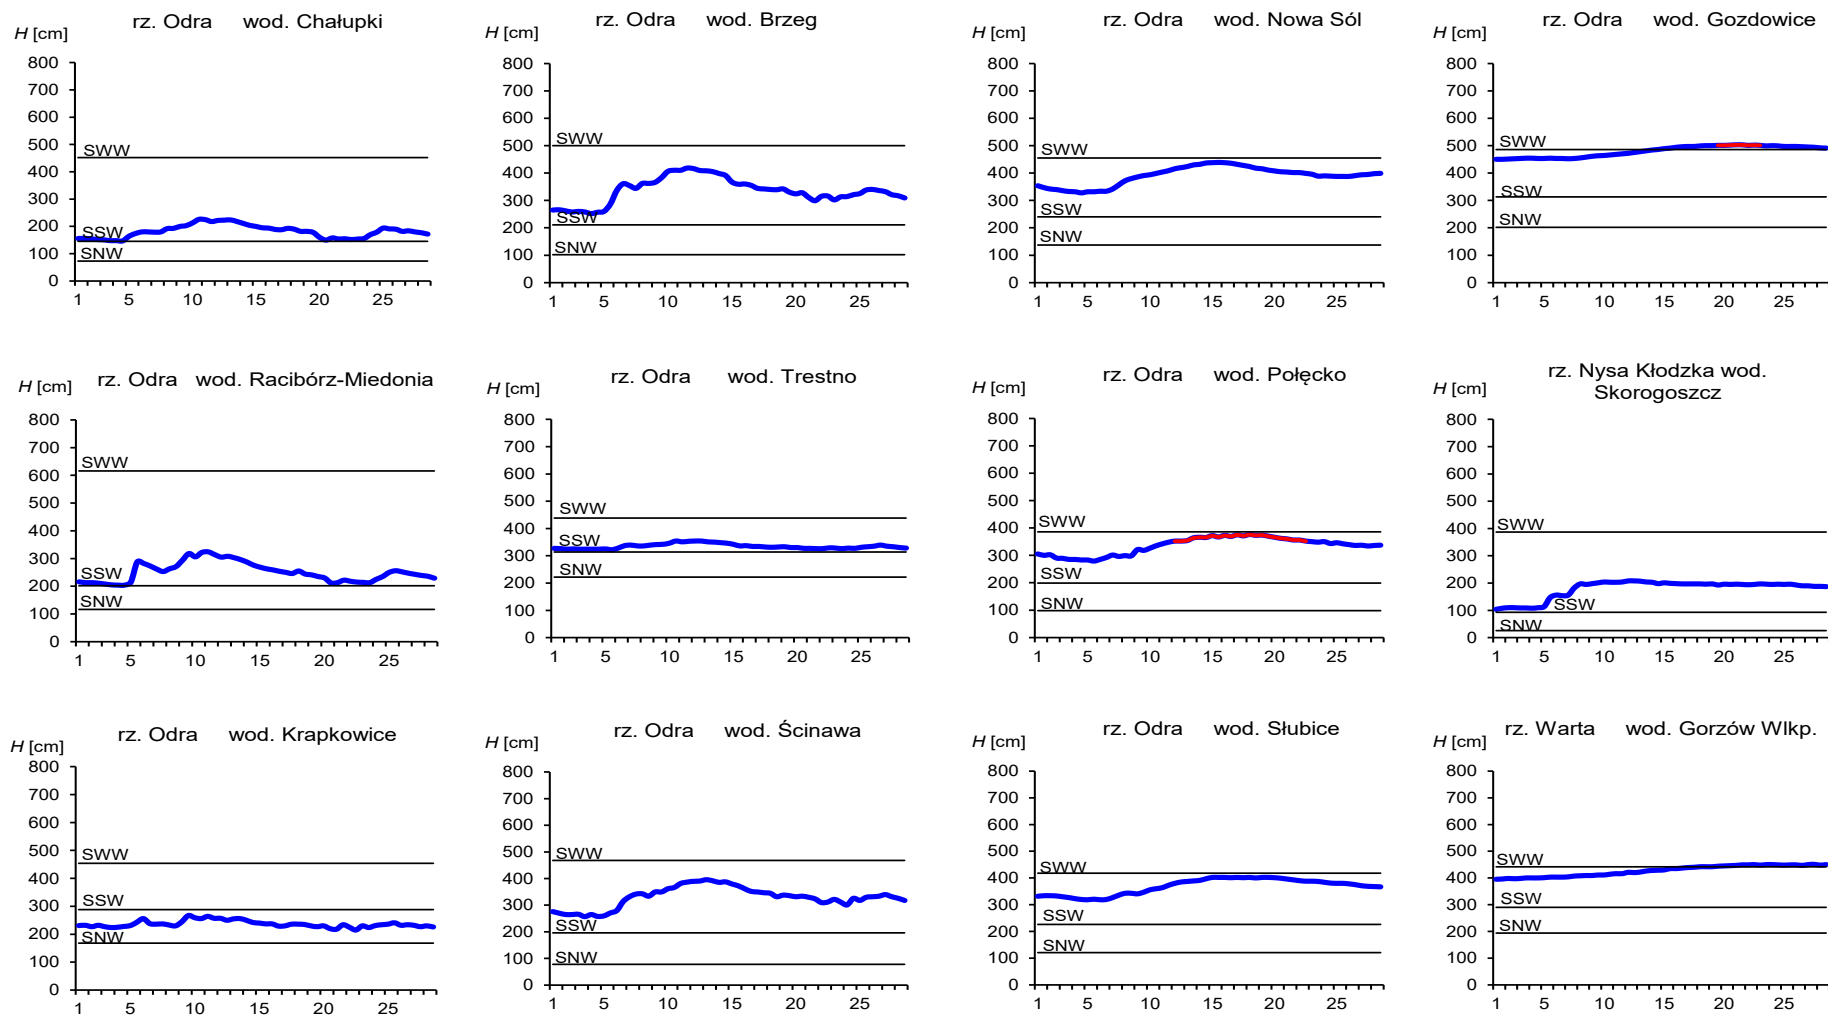 rz. Odra wod. Chałupki
H [cm]
800
700
600
500
400
300
200
100
0
SWW
SSW
SNW
1 5 10 15 20 25
rz. Odra wod. Brzeg
H [cm]
800
700
600
500
400
300
200
100
0
SWW
SSW
SNW
1 5 10 15 20 25
rz. Odra wod. Nowa Sól
H [cm]
800
700
600
500
400
300
200
100
0
SWW
SSW
SNW
1 5 10 15 20 25
rz. Odra wod. Gozdowice
H [cm]
800
700
600
500
400
300
200
100
0
SWW
SSW
SNW
1 5 10 15 20 25
rz. Odra wod. Racibórz-Miedonia
H [cm]
800
700
600
500
400
300
200
100
0
SWW
SSW
SNW
1 5 10 15 20 25
rz. Odra wod. Trestno
H [cm]
800
700
600
500
400
300
200
100
0
SWW
SSW
SNW
1 5 10 15 20 25
rz. Odra wod. Połęcko
H [cm]
800
700
600
500
400
300
200
100
0
SWW
SSW
SNW
1 5 10 15 20 25
rz. Nysa Kłodzka wod.
Skorogoszcz
H [cm]
800
700
600
500
400
300
200
100
0
SWW
SSW
SNW
1 5 10 15 20 25
rz. Odra wod. Krapkowice
H [cm]
800
700
600
500
400
300
200
100
0
SWW
SSW
SNW
1 5 10 15 20 25
rz. Odra wod. Ścinawa
H [cm]
800
700
600
500
400
300
200
100
0
SWW
SSW
SNW
1 5 10 15 20 25
rz. Odra wod. Słubice
H [cm]
800
700
600
500
400
300
200
100
0
SWW
SSW
SNW
1 5 10 15 20 25
rz. Warta wod. Gorzów Wlkp.
H [cm]
800
700
600
500
400
300
200
100
0
SWW
SSW
SNW
1 5 10 15 20 25